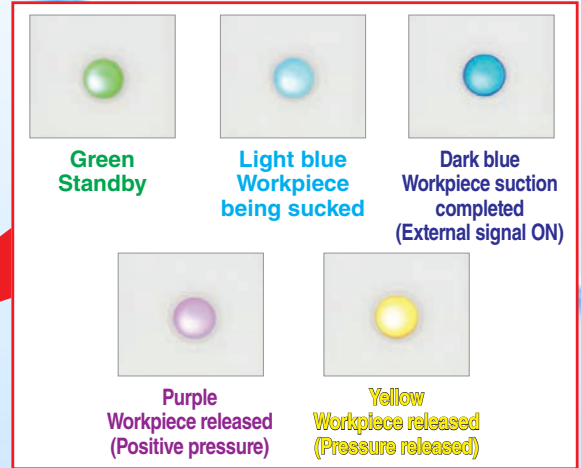 Green
Standby
Light blue
Workpiece
being sucked
Dark blue
Workpiece suction
completed
(External signal ON)
Purple
Workpiece released
(Positive pressure)
Yellow
Workpiece released
(Pressure released)